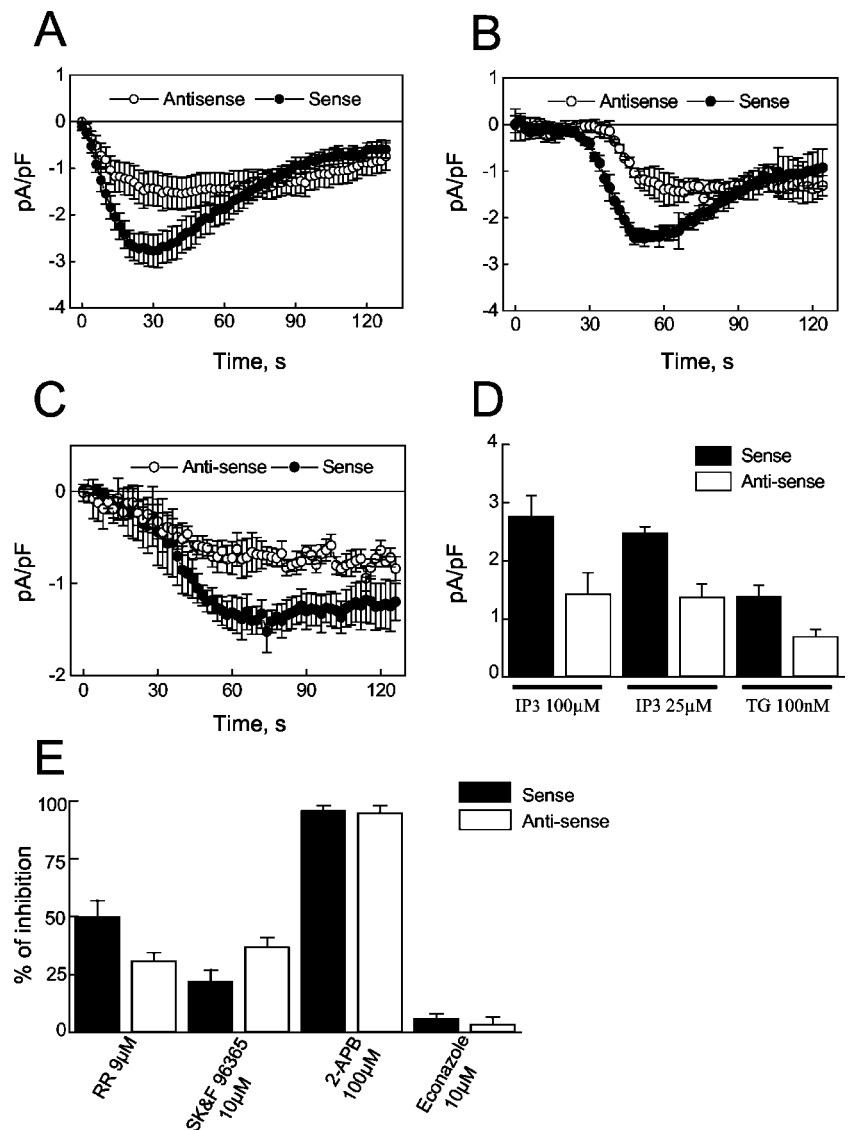 A
1
0
-1
-2
-3
-4
pA/pF
Antisense
Sense
0
30
60
90
120
Time, s
B
1
0
-1
-2
-3
-4
pA/pF
Antisense
Sense
0
30
60
90
120
Time, s
C
0
-1
-2
pA/pF
Anti-sense
Sense
0
30
60
90
120
Time, s
D
4
3
2
1
0
pA/pF
Sense
Anti-sense
IP3 100µM
IP3 25µM
TG 100nM
E
100
75
50
25
0
% of inhibition
Sense
Anti-sense
RR 9µM
SK&F 96365
10µM
2-APB
100µM
Econazole
10µM